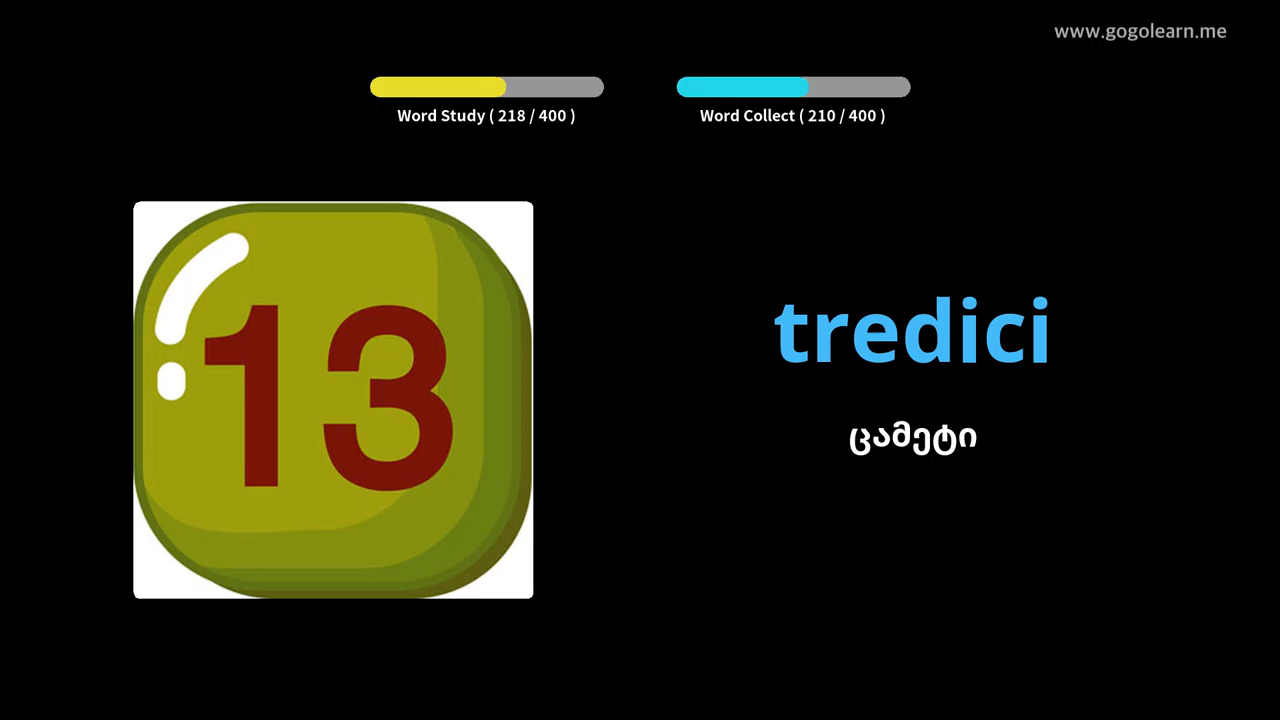 www.gogolearn.me
Word Study ( 218 / 400 )
Word Collect ( 210 / 400 )
13
tredici
ცამეტი